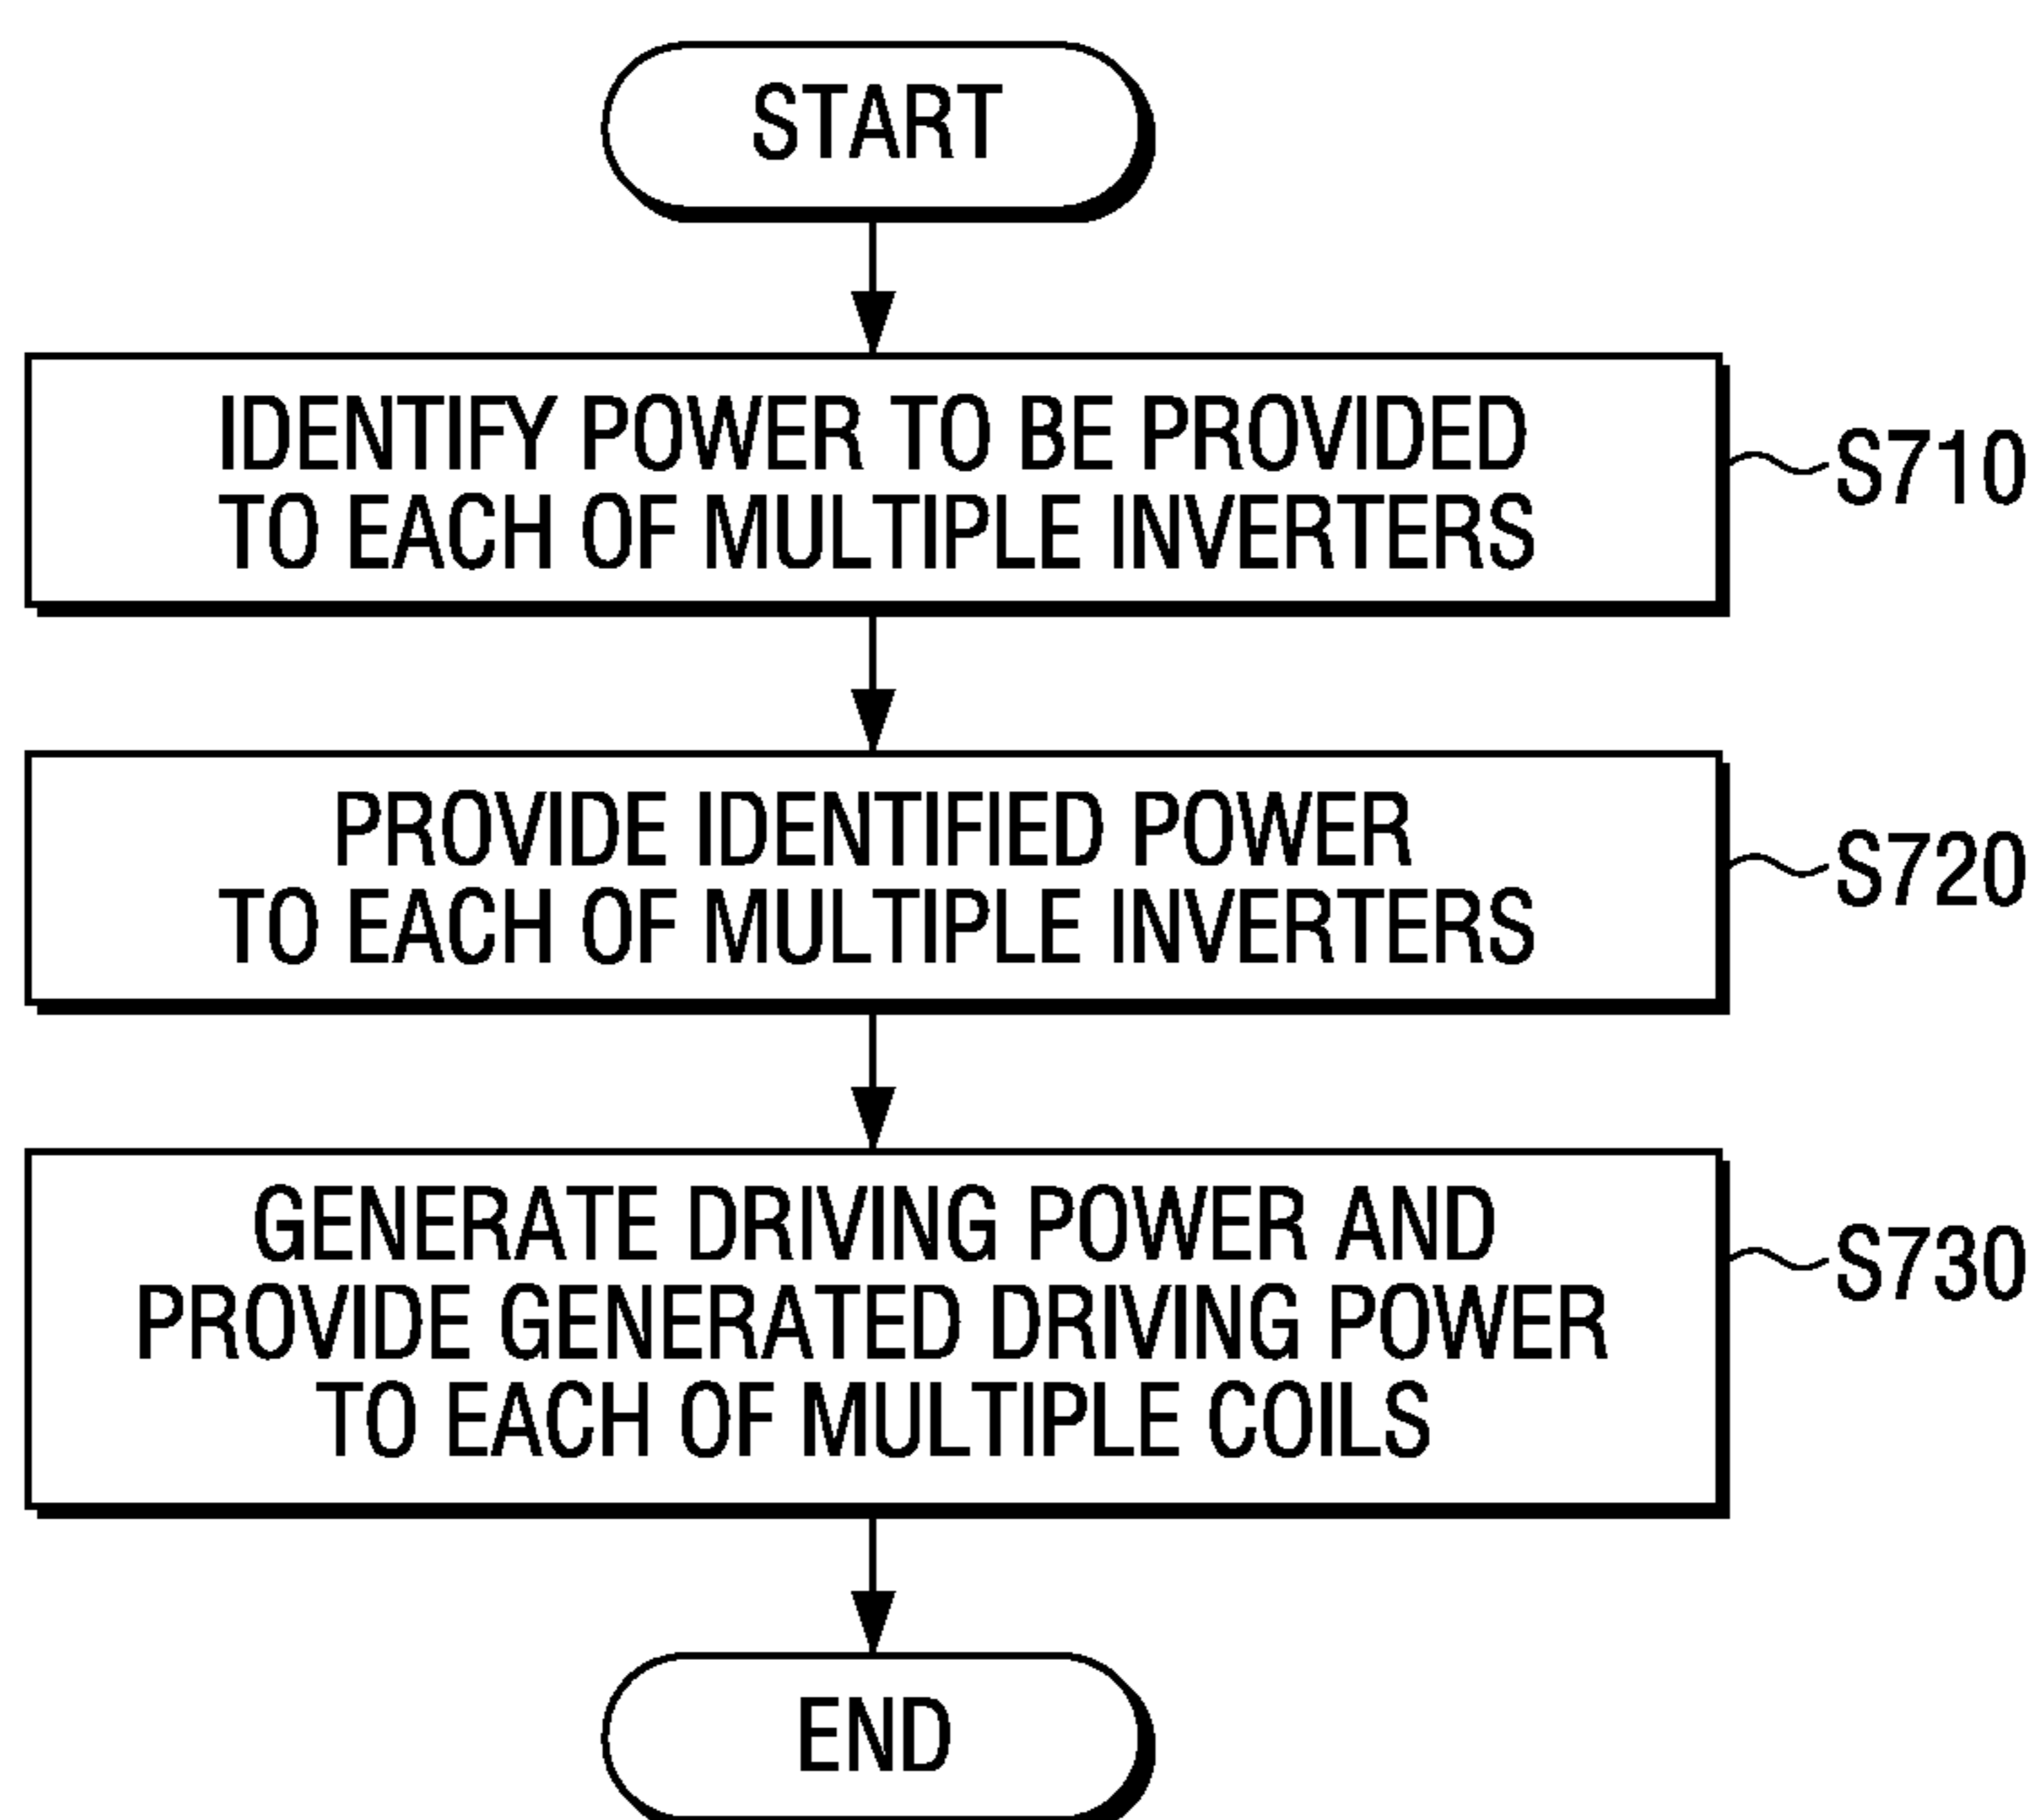 START
IDENTIFY POWER TO BE PROVIDED
TO EACH OF MULTIPLE INVERTERS
S710
PROVIDE IDENTIFIED POWER
TO EACH OF MULTIPLE INVERTERS
S720
GENERATE DRIVING POWER AND
PROVIDE GENERATED DRIVING POWER
TO EACH OF MULTIPLE COILS
S730
END